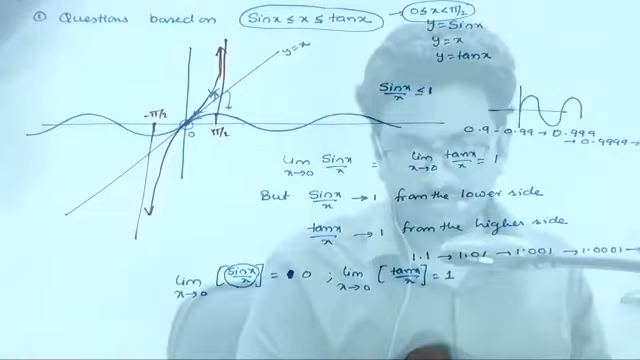 ① Questions based on Sinx ≤ x ≤ tanx → 0≤x<π/2
y = Sinx
y = x
y = tanx
y=x
Sinx/x ≤ 1
-π/2
0
π/2
0.9 → 0.99 → 0.999
→ 0.9999 →
lim x→0 Sinx/x = lim x→0 tanx/x = 1
But Sinx/x → 1 from the lower side
tanx/x → 1 from the higher side
1.1 → 1.01 → 1.001 → 1.0001 →
lim x→0 [Sinx/x] = 0 ; lim x→0 [tanx/x] = 1